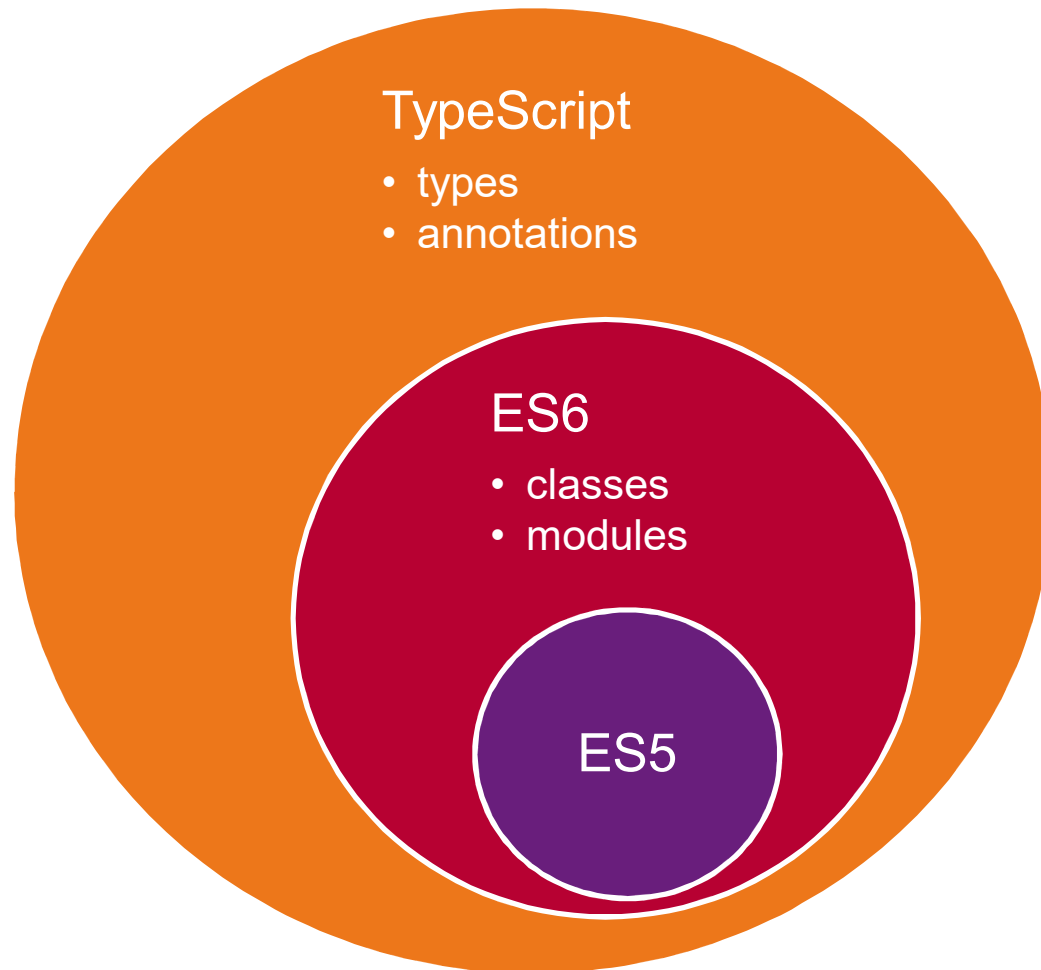 TypeScript
• types
• annotations
ES6
• classes
• modules
ES5